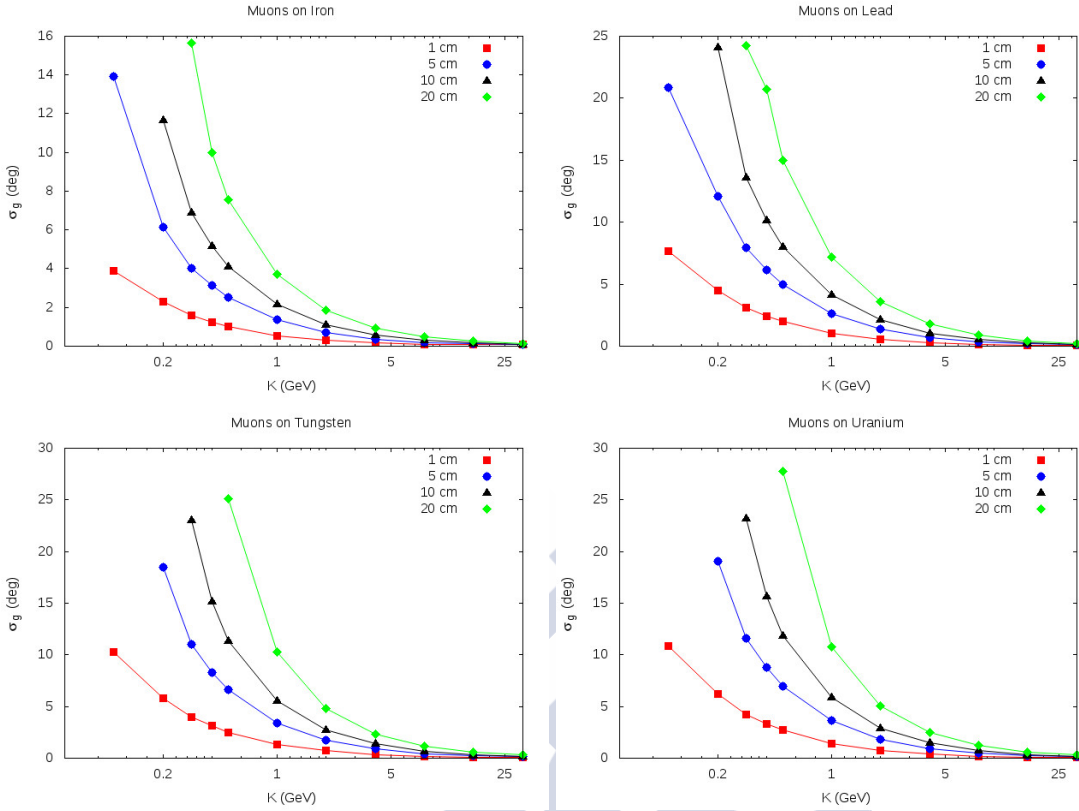 Muons on Iron
16
14
12
10
8
6
4
2
0
σg (deg)
0.2 1 5 25
K (GeV)
1 cm
5 cm
10 cm
20 cm
Muons on Lead
25
20
15
10
5
0
σg (deg)
0.2 1 5 25
K (GeV)
1 cm
5 cm
10 cm
20 cm
Muons on Tungsten
30
25
20
15
10
5
0
σg (deg)
0.2 1 5 25
K (GeV)
1 cm
5 cm
10 cm
20 cm
Muons on Uranium
30
25
20
15
10
5
0
σg (deg)
0.2 1 5 25
K (GeV)
1 cm
5 cm
10 cm
20 cm